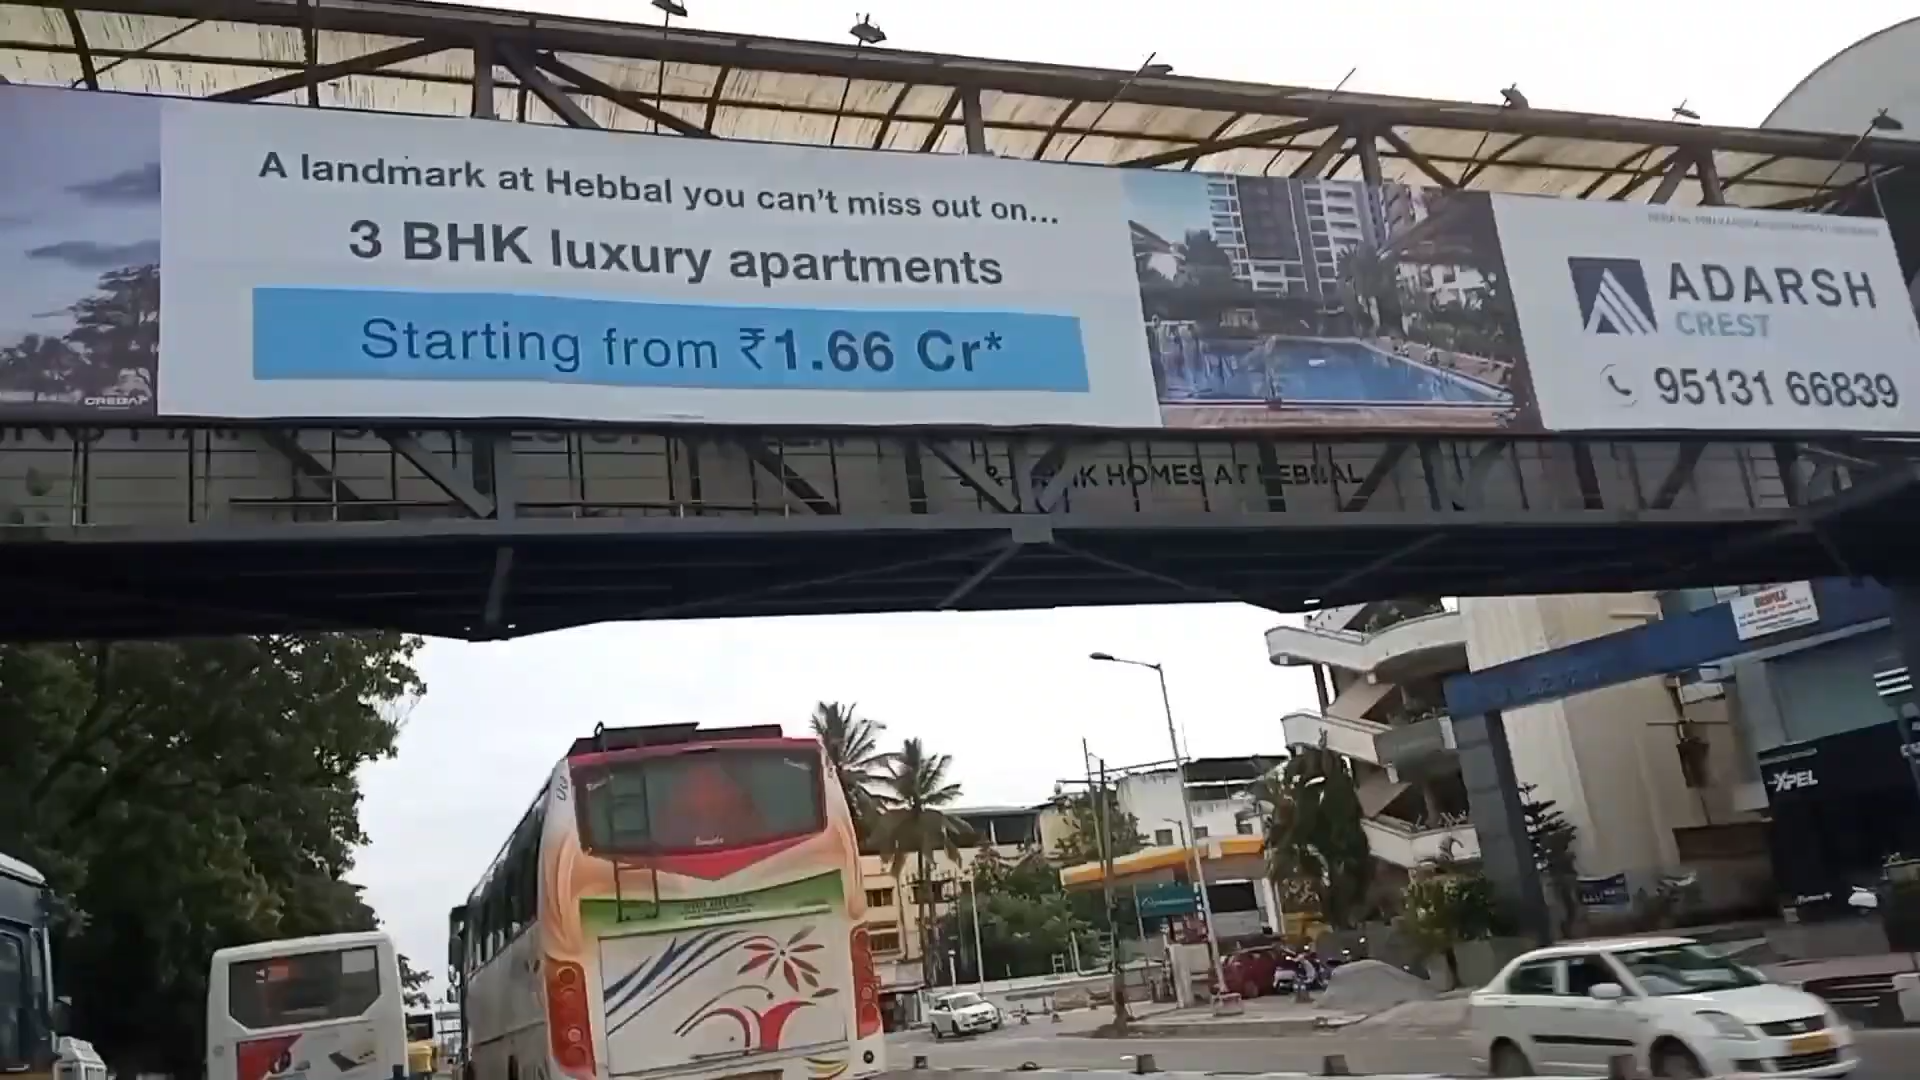 A landmark at Hebbal you can't miss out on...
3 BHK luxury apartments
Starting from ₹1.66 Cr*
ADARSH
CREST
95131 66839
CREDAI
HOMES AT HEBBAL
XPEL